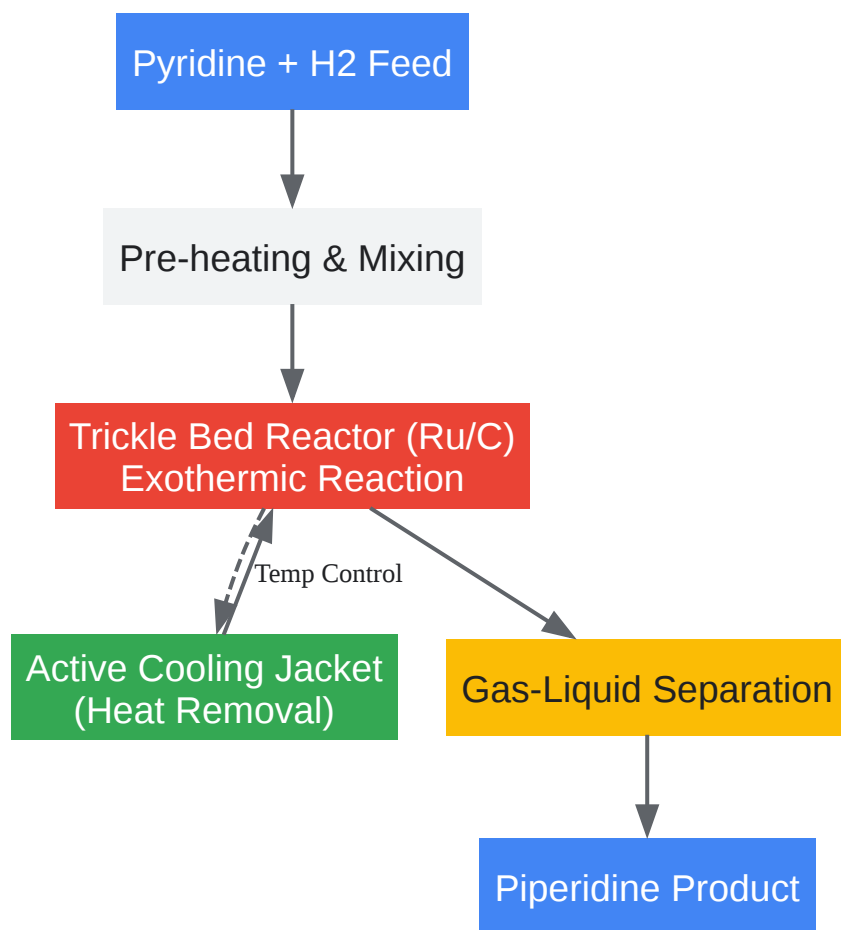 Pyridine + H2 Feed
Pre-heating & Mixing
Trickle Bed Reactor (Ru/C)
Exothermic Reaction
Temp Control
Active Cooling Jacket
(Heat Removal)
Gas-Liquid Separation
Piperidine Product